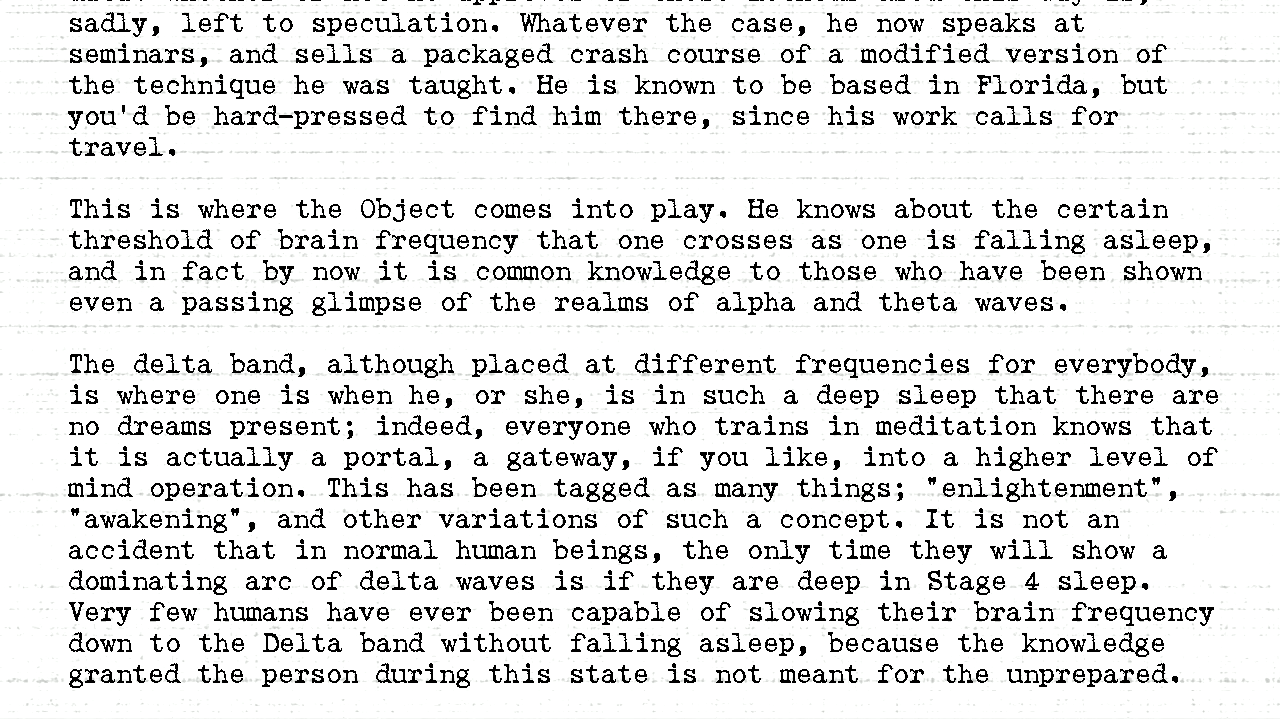 sadly, left to speculation. Whatever the case, he now speaks at
seminars, and sells a packaged crash course of a modified version of
the technique he was taught. He is known to be based in Florida, but
you'd be hard-pressed to find him there, since his work calls for
travel.
This is where the Object comes into play. He knows about the certain
threshold of brain frequency that one crosses as one is falling asleep,
and in fact by now it is common knowledge to those who have been shown
even a passing glimpse of the realms of alpha and theta waves.
The delta band, although placed at different frequencies for everybody,
is where one is when he, or she, is in such a deep sleep that there are
no dreams present; indeed, everyone who trains in meditation knows that
it is actually a portal, a gateway, if you like, into a higher level of
mind operation. This has been tagged as many things; "enlightenment",
"awakening", and other variations of such a concept. It is not an
accident that in normal human beings, the only time they will show a
dominating arc of delta waves is if they are deep in Stage 4 sleep.
Very few humans have ever been capable of slowing their brain frequency
down to the Delta band without falling asleep, because the knowledge
granted the person during this state is not meant for the unprepared.